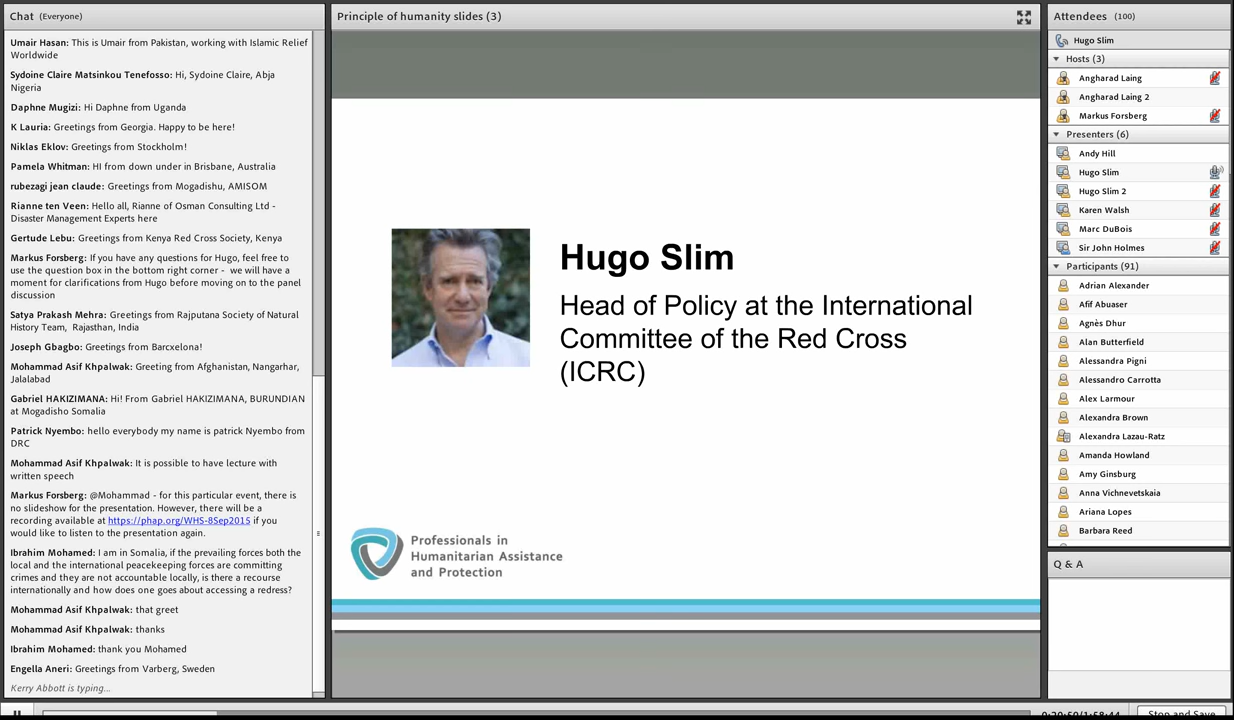 Chat (Everyone)
Umair Hasan: This is Umair from Pakistan, working with Islamic Relief
Worldwide
Sydoine Claire Matsinkou Tenefosso: Hi, Sydoine Claire, Abja
Nigeria
Daphne Mugizi: Hi Daphne from Uganda
K Lauria: Greetings from Georgia. Happy to be here!
Niklas Eklov: Greetings from Stockholm!
Pamela Whitman: HI from down under in Brisbane, Australia
rubezagi jean claude: Greetings from Mogadishu, AMISOM
Rianne ten Veen: Hello all, Rianne of Osman Consulting Ltd -
Disaster Management Experts here
Gertude Lebu: Greetings from Kenya Red Cross Society, Kenya
Markus Forsberg: If you have any questions for Hugo, feel free to
use the question box in the bottom right corner - we will have a
moment for clarifications from Hugo before moving on to the panel
discussion
Satya Prakash Mehra: Greetings from Rajputana Society of Natural
History Team, Rajasthan, India
Joseph Gbagbo: Greetings from Barcxelona!
Mohammad Asif Khpalwak: Greeting from Afghanistan, Nangarhar,
Jalalabad
Gabriel HAKIZIMANA: Hi! From Gabriel HAKIZIMANA, BURUNDIAN
at Mogadisho Somalia
Patrick Nyembo: hello everybody my name is patrick Nyembo from
DRC
Mohammad Asif Khpalwak: It is possible to have lecture with
written speech
Markus Forsberg: @Mohammad - for this particular event, there is
no slideshow for the presentation. However, there will be a
recording available at https://phap.org/WHS-8Sep2015 if you
would like to listen to the presentation again.
Ibrahim Mohamed: I am in Somalia, if the prevailing forces both the
local and the international peacekeeping forces are committing
crimes and they are not accountable locally, is there a recourse
internationally and how does one goes about accessing a redress?
Mohammad Asif Khpalwak: that greet
Mohammad Asif Khpalwak: thanks
Ibrahim Mohamed: thank you Mohamed
Engella Aneri: Greetings from Varberg, Sweden
Kerry Abbott is typing...
Principle of humanity slides (3)
Hugo Slim
Head of Policy at the International
Committee of the Red Cross
(ICRC)
Professionals in
Humanitarian Assistance
and Protection
Attendees (100)
Hugo Slim
Hosts (3)
Angharad Laing
Angharad Laing 2
Markus Forsberg
Presenters (6)
Andy Hill
Hugo Slim
Hugo Slim 2
Karen Walsh
Marc DuBois
Sir John Holmes
Participants (91)
Adrian Alexander
Afif Abuaser
Agnès Dhur
Alan Butterfield
Alessandra Pigni
Alessandro Carrotta
Alex Larmour
Alexandra Brown
Alexandra Lazau-Ratz
Amanda Howland
Amy Ginsburg
Anna Vichnevetskaia
Ariana Lopes
Barbara Reed
Q & A
0:20:50/1:58:44
Stop and Save